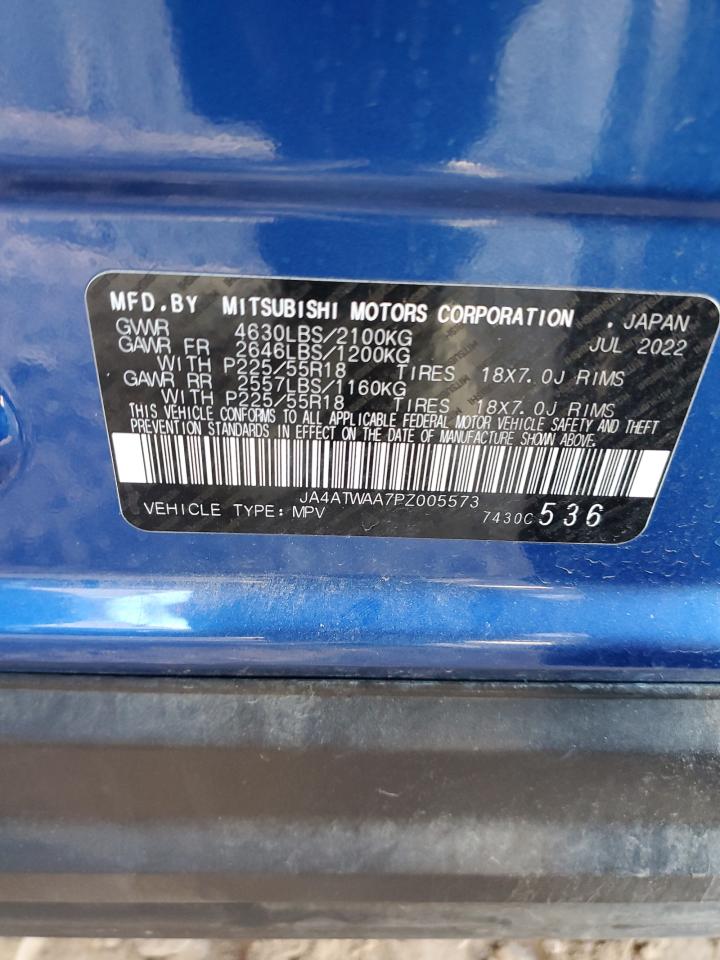 MFD.BY MITSUBISHI MOTORS CORPORATION . JAPAN
GVWR 4630LBS/2100KG JUL 2022
GAWR FR 2646LBS/1200KG
WITH P225/55R18 TIRES 18X7.0J RIMS
GAWR RR 2557LBS/1160KG
WITH P225/55R18 TIRES 18X7.0J RIMS
THIS VEHICLE CONFORMS TO ALL APPLICABLE FEDERAL MOTOR VEHICLE SAFETY AND THEFT
PREVENTION STANDARDS IN EFFECT ON THE DATE OF MANUFACTURE SHOWN ABOVE.
JA4ATWAA7PZ005573
VEHICLE TYPE:MPV 7430C536